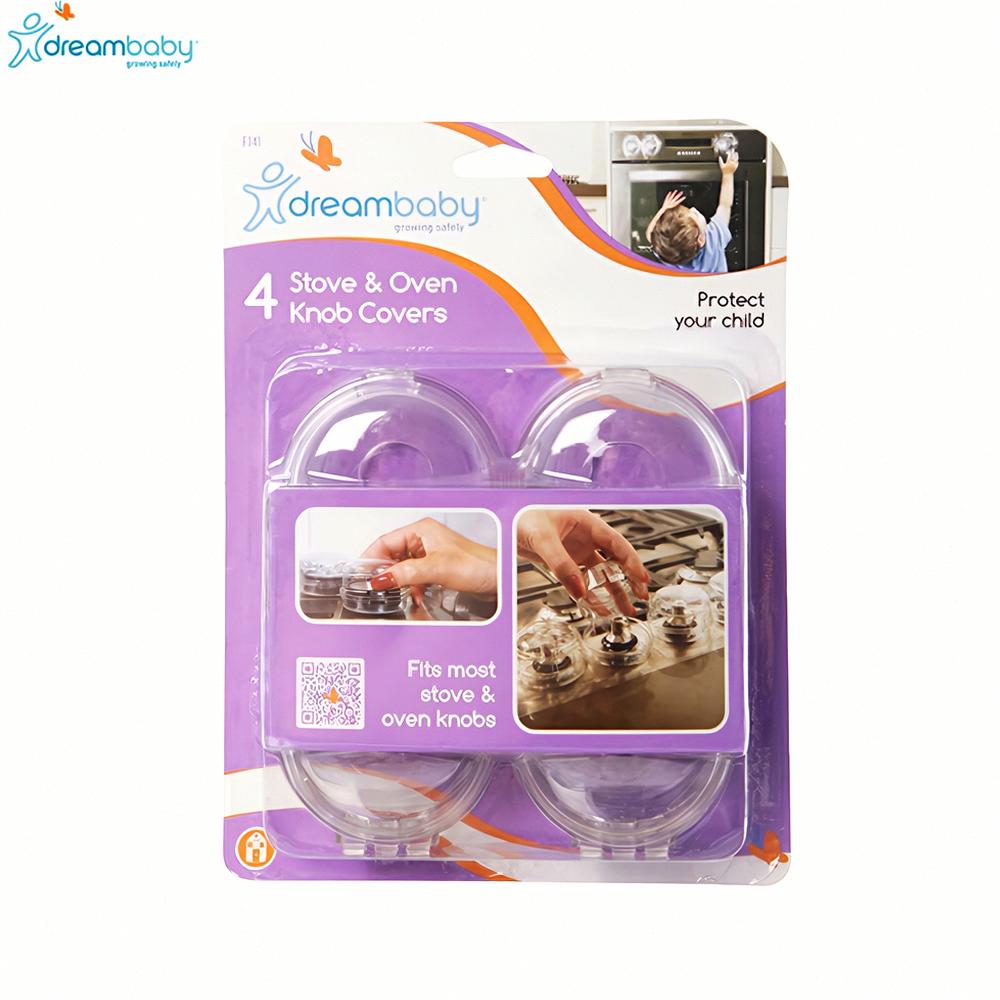 dreambaby
growing safely
F141
dreambaby
growing safely
4 Stove & Oven
Knob Covers
Protect
your child
Fits most
stove &
oven knobs